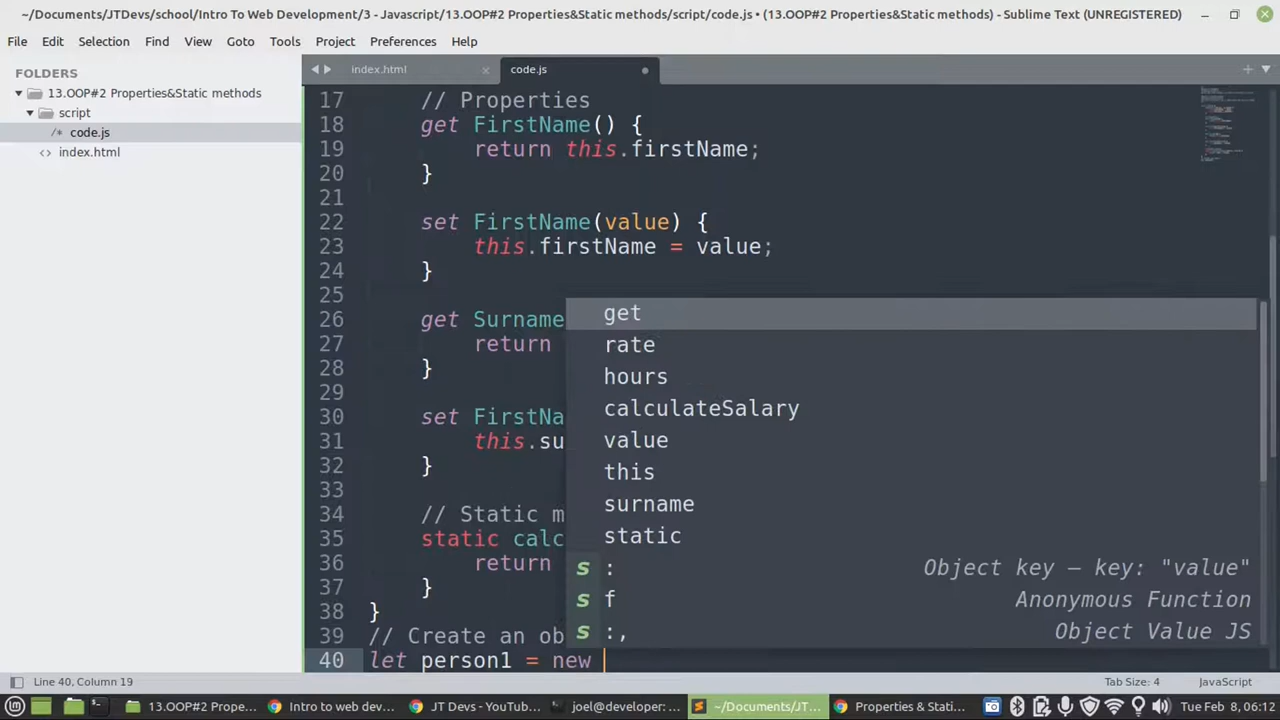 ~/Documents/JTDevs/school/Intro To Web Development/3 - Javascript/13.OOP#2 Properties&Static methods/script/code.js • (13.OOP#2 Properties&Static methods) - Sublime Text (UNREGISTERED)
File Edit Selection Find View Goto Tools Project Preferences Help
FOLDERS
13.OOP#2 Properties&Static methods
script
/* code.js
<> index.html
index.html
code.js
17 // Properties
18 get FirstName() {
19 return this.firstName;
20 }
21
22 set FirstName(value) {
23 this.firstName = value;
24 }
25
26 get Surname
27 return
28 }
29
30 set FirstNa
31 this.su
32 }
33
34 // Static m
35 static calc
36 return
37 }
38 }
39 // Create an ob
40 let person1 = new
get
rate
hours
calculateSalary
value
this
surname
static
s : Object key — key: "value"
s f Anonymous Function
s :, Object Value JS
Line 40, Column 19
Tab Size: 4
JavaScript
13.OOP#2 Prope...
Intro to web dev...
JT Devs - YouTub...
joel@developer: ...
~/Documents/JT...
Properties & Stati...
Tue Feb 8, 06:12